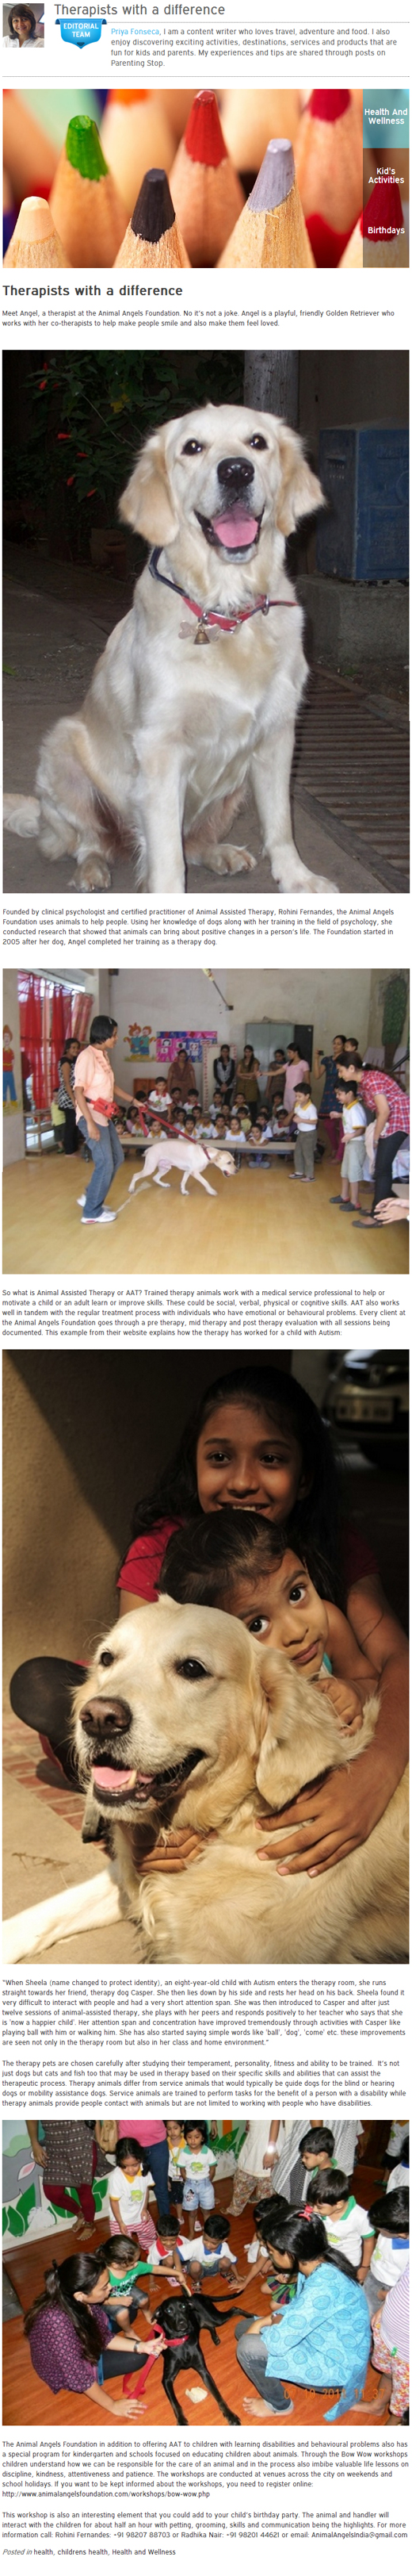 Therapists with a difference
EDITORIAL
TEAM
Priya Fonseca, I am a content writer who loves travel, adventure and food. I also
enjoy discovering exciting activities, destinations, services and products that are
fun for kids and parents. My experiences and tips are shared through posts on
Parenting Stop.
Health And
Wellness
Kid's
Activities
Birthdays
Therapists with a difference
Meet Angel, a therapist at the Animal Angels Foundation. No it's not a joke. Angel is a playful, friendly Golden Retriever who
works with her co-therapists to help make people smile and also make them feel loved.
Founded by clinical psychologist and certified practitioner of Animal Assisted Therapy, Rohini Fernandes, the Animal Angels
Foundation uses animals to help people. Using her knowledge of dogs along with her training in the field of psychology, she
conducted research that showed that animals can bring about positive changes in a person's life. The Foundation started in
2005 after her dog, Angel completed her training as a therapy dog.
So what is Animal Assisted Therapy or AAT? Trained therapy animals work with a medical service professional to help or
motivate a child or an adult learn or improve skills. These could be social, verbal, physical or cognitive skills. AAT also works
well in tandem with the regular treatment process with individuals who have emotional or behavioural problems. Every client at
the Animal Angels Foundation goes through a pre therapy, mid therapy and post therapy evaluation with all sessions being
documented. This example from their website explains how the therapy has worked for a child with Autism:
"When Sheela (name changed to protect identity), an eight-year-old child with Autism enters the therapy room, she runs
straight towards her friend, therapy dog Casper. She then lies down by his side and rests her head on his back. Sheela found it
very difficult to interact with people and had a very short attention span. She was then introduced to Casper and after just
twelve sessions of animal-assisted therapy, she plays with her peers and responds positively to her teacher who says that she
is 'now a happier child'. Her attention span and concentration have improved tremendously through activities with Casper like
playing ball with him or walking him. She has also started saying simple words like 'ball', 'dog', 'come' etc. these improvements
are seen not only in the therapy room but also in her class and home environment."
The therapy pets are chosen carefully after studying their temperament, personality, fitness and ability to be trained. It's not
just dogs but cats and fish too that may be used in therapy based on their specific skills and abilities that can assist the
therapeutic process. Therapy animals differ from service animals that would typically be guide dogs for the blind or hearing
dogs or mobility assistance dogs. Service animals are trained to perform tasks for the benefit of a person with a disability while
therapy animals provide people contact with animals but are not limited to working with people who have disabilities.
The Animal Angels Foundation in addition to offering AAT to children with learning disabilities and behavioural problems also has
a special program for kindergarten and schools focused on educating children about animals. Through the Bow Wow workshops
children understand how we can be responsible for the care of an animal and in the process also imbibe valuable life lessons on
discipline, kindness, attentiveness and patience. The workshops are conducted at venues across the city on weekends and
school holidays. If you want to be kept informed about the workshops, you need to register online:
http://www.animalangelsfoundation.com/workshops/bow-wow.php
This workshop is also an interesting element that you could add to your child's birthday party. The animal and handler will
interact with the children for about half an hour with petting, grooming, skills and communication being the highlights. For more
information call: Rohini Fernandes: +91 98207 88703 or Radhika Nair: +91 98201 44621 or email: AnimalAngelsIndia@gmail.com
Posted in health, childrens health, Health and Wellness